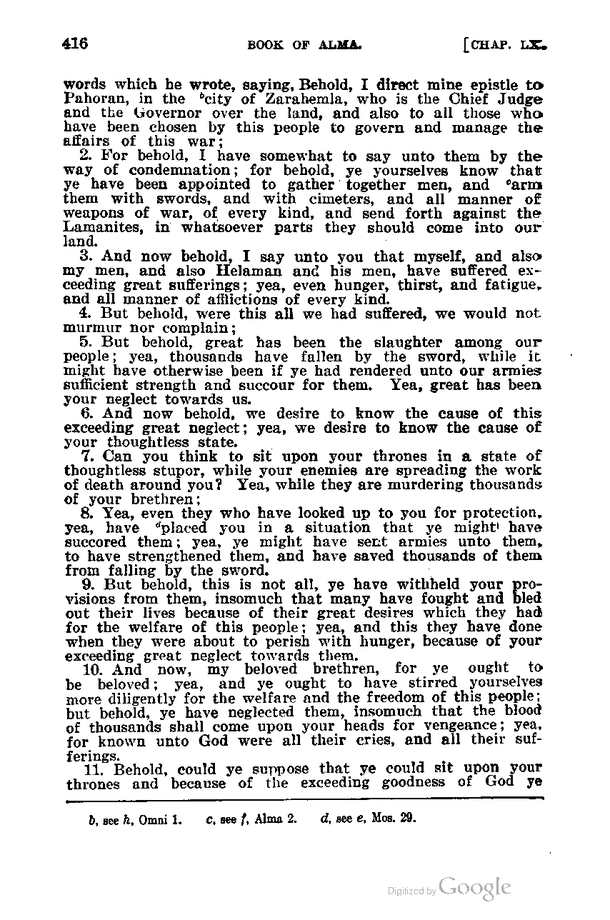 416 BOOK OF ALMA. [CHAP. LX.
words which he wrote, saying, Behold, I direct mine epistle to
Pahoran, in the bcity of Zarahemla, who is the Chief Judge
and the Governor over the land, and also to all those who
have been chosen by this people to govern and manage the
affairs of this war;
2. For behold, I have somewhat to say unto them by the
way of condemnation; for behold, ye yourselves know that
ye have been appointed to gather together men, and carm
them with swords, and with cimeters, and all manner of
weapons of war, of every kind, and send forth against the
Lamanites, in whatsoever parts they should come into our
land.
3. And now behold, I say unto you that myself, and also
my men, and also Helaman and his men, have suffered ex-
ceeding great sufferings; yea, even hunger, thirst, and fatigue,
and all manner of afflictions of every kind.
4. But behold, were this all we had suffered, we would not
murmur nor complain;
5. But behold, great has been the slaughter among our
people; yea, thousands have fallen by the sword, while it
might have otherwise been if ye had rendered unto our armies
sufficient strength and succour for them. Yea, great has been
your neglect towards us.
6. And now behold, we desire to know the cause of this
exceeding great neglect; yea, we desire to know the cause of
your thoughtless state.
7. Can you think to sit upon your thrones in a state of
thoughtless stupor, while your enemies are spreading the work
of death around you? Yea, while they are murdering thousands
of your brethren;
8. Yea, even they who have looked up to you for protection,
yea, have dplaced you in a situation that ye might have
succored them; yea, ye might have sent armies unto them,
to have strengthened them, and have saved thousands of them
from falling by the sword.
9. But behold, this is not all, ye have withheld your pro-
visions from them, insomuch that many have fought and bled
out their lives because of their great desires which they had
for the welfare of this people; yea, and this they have done
when they were about to perish with hunger, because of your
exceeding great neglect towards them.
10. And now, my beloved brethren, for ye ought to
be beloved; yea, and ye ought to have stirred yourselves
more diligently for the welfare and the freedom of this people;
but behold, ye have neglected them, insomuch that the blood
of thousands shall come upon your heads for vengeance; yea,
for known unto God were all their cries, and all their suf-
ferings.
11. Behold, could ye suppose that ye could sit upon your
thrones and because of the exceeding goodness of God ye
b, see h, Omni 1. c, see f, Alma 2. d, see e, Mos. 29.
Digitized by Google